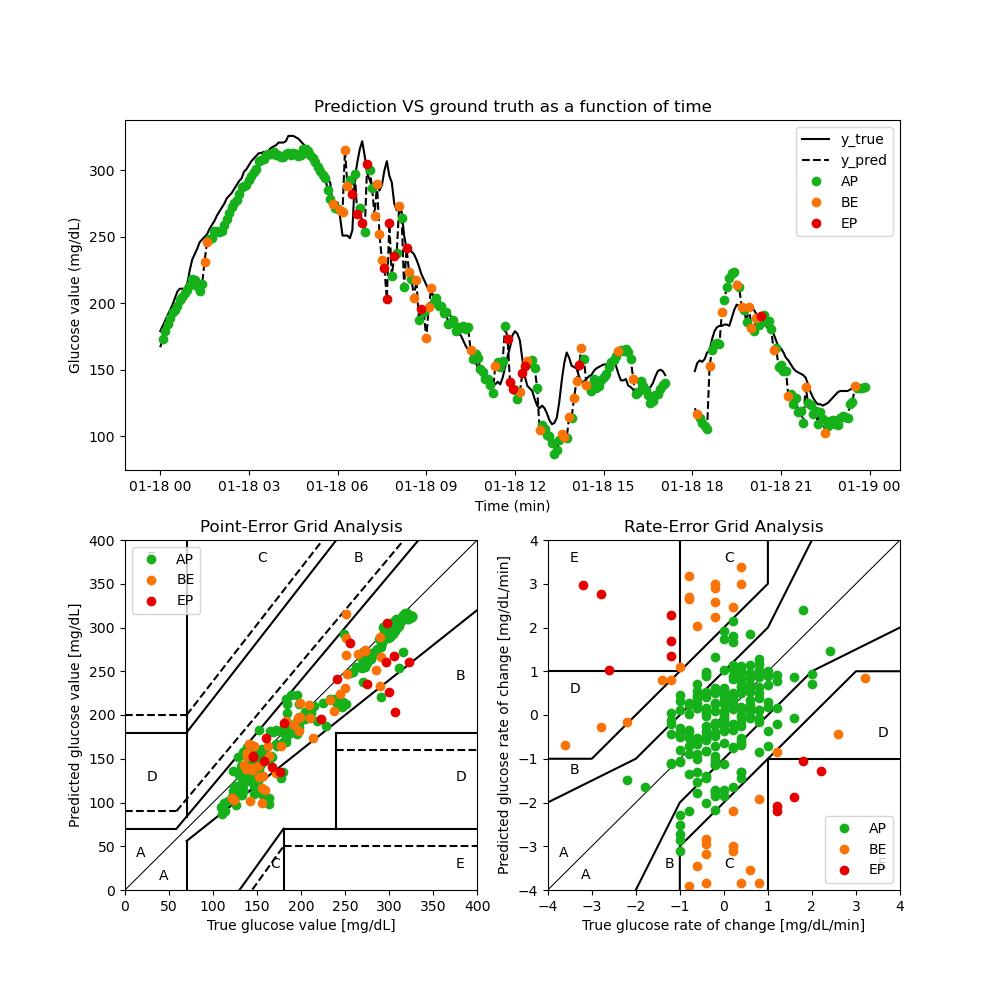 Prediction VS ground truth as a function of time
Glucose value (mg/dL)
300
250
200
150
100
y_true
y_pred
AP
BE
EP
01-18 00 01-18 03 01-18 06 01-18 09 01-18 12 01-18 15 01-18 18 01-18 21 01-19 00
Time (min)
Point-Error Grid Analysis
Predicted glucose value [mg/dL]
400
350
300
250
200
150
100
50
0
AP
BE
EP
C
B
B
D
D
A
A
C
E
0 50 100 150 200 250 300 350 400
True glucose value [mg/dL]
Rate-Error Grid Analysis
Predicted glucose rate of change [mg/dL/min]
4
3
2
1
0
−1
−2
−3
−4
E
C
D
D
B
A
A
B
C
AP
BE
EP
−4 −3 −2 −1 0 1 2 3 4
True glucose rate of change [mg/dL/min]